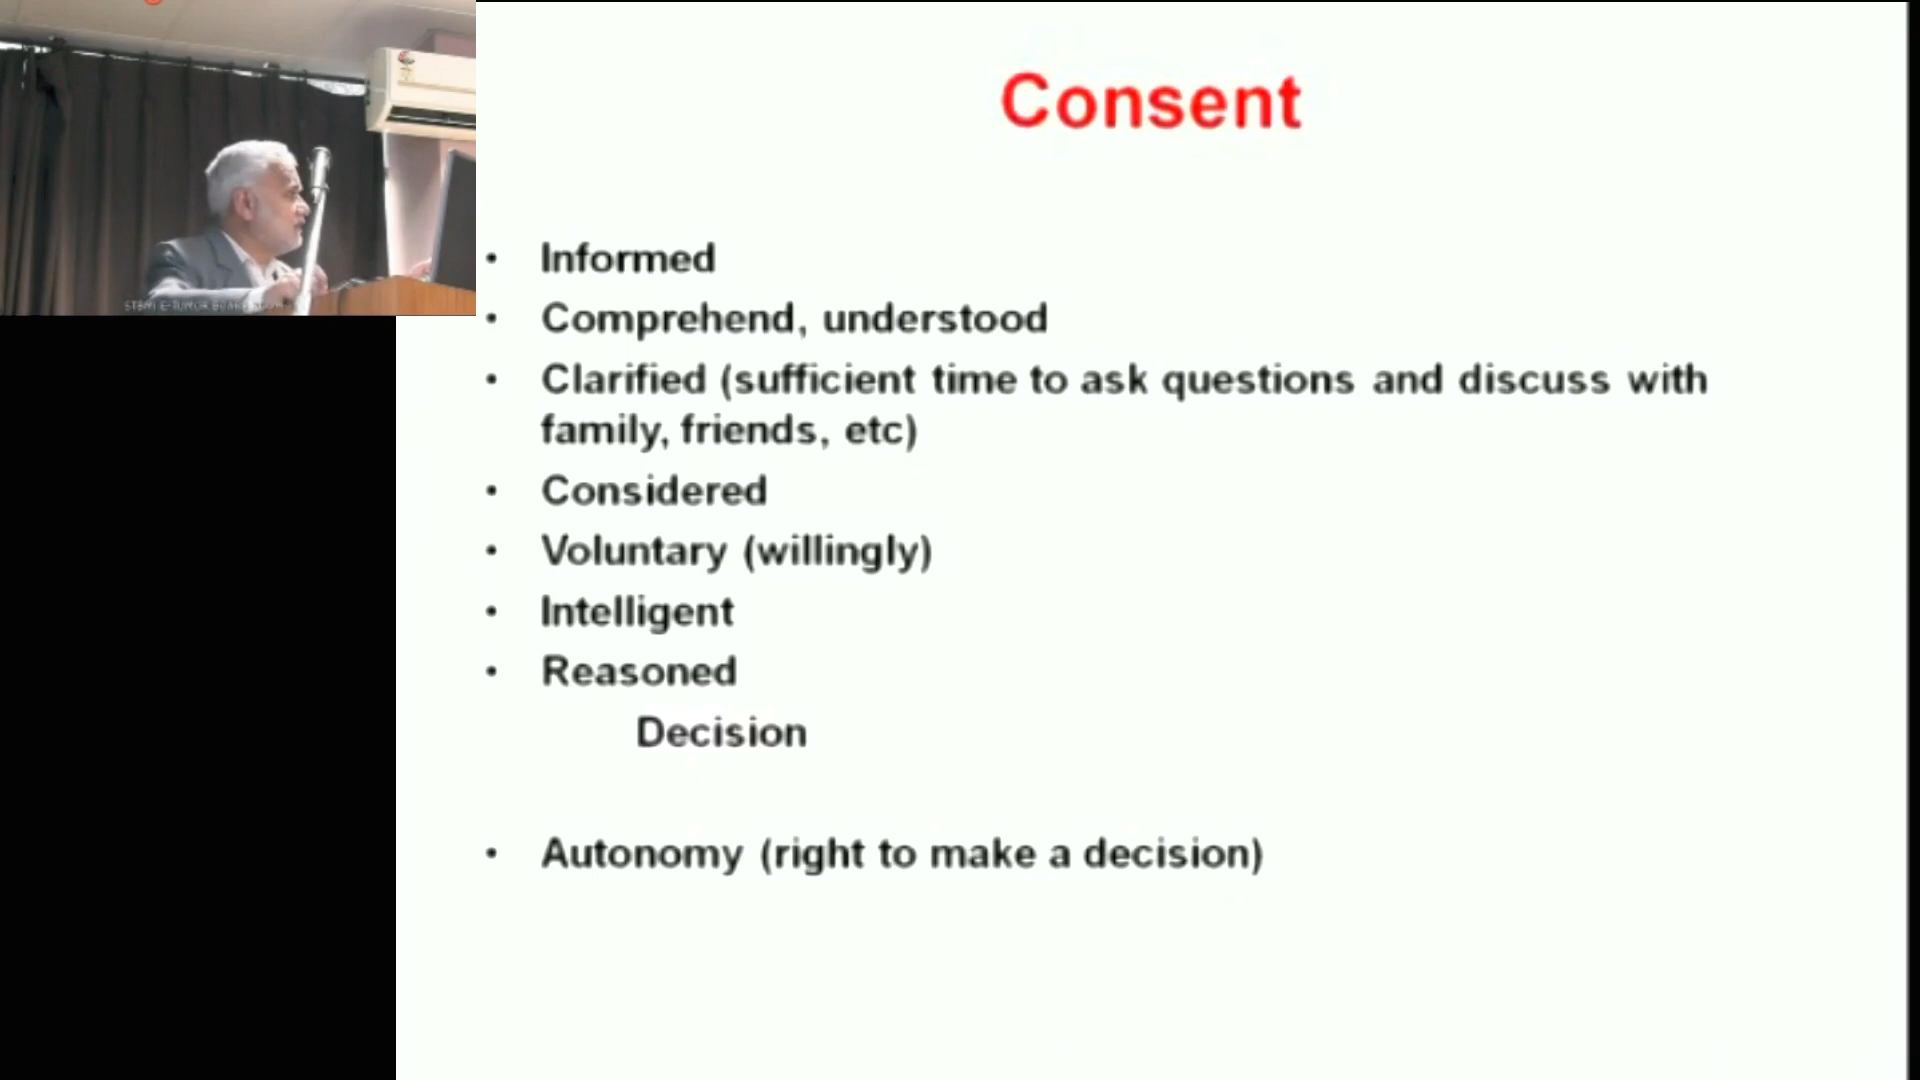 Consent
• Informed
• Comprehend, understood
• Clarified (sufficient time to ask questions and discuss with
family, friends, etc)
• Considered
• Voluntary (willingly)
• Intelligent
• Reasoned
Decision
• Autonomy (right to make a decision)